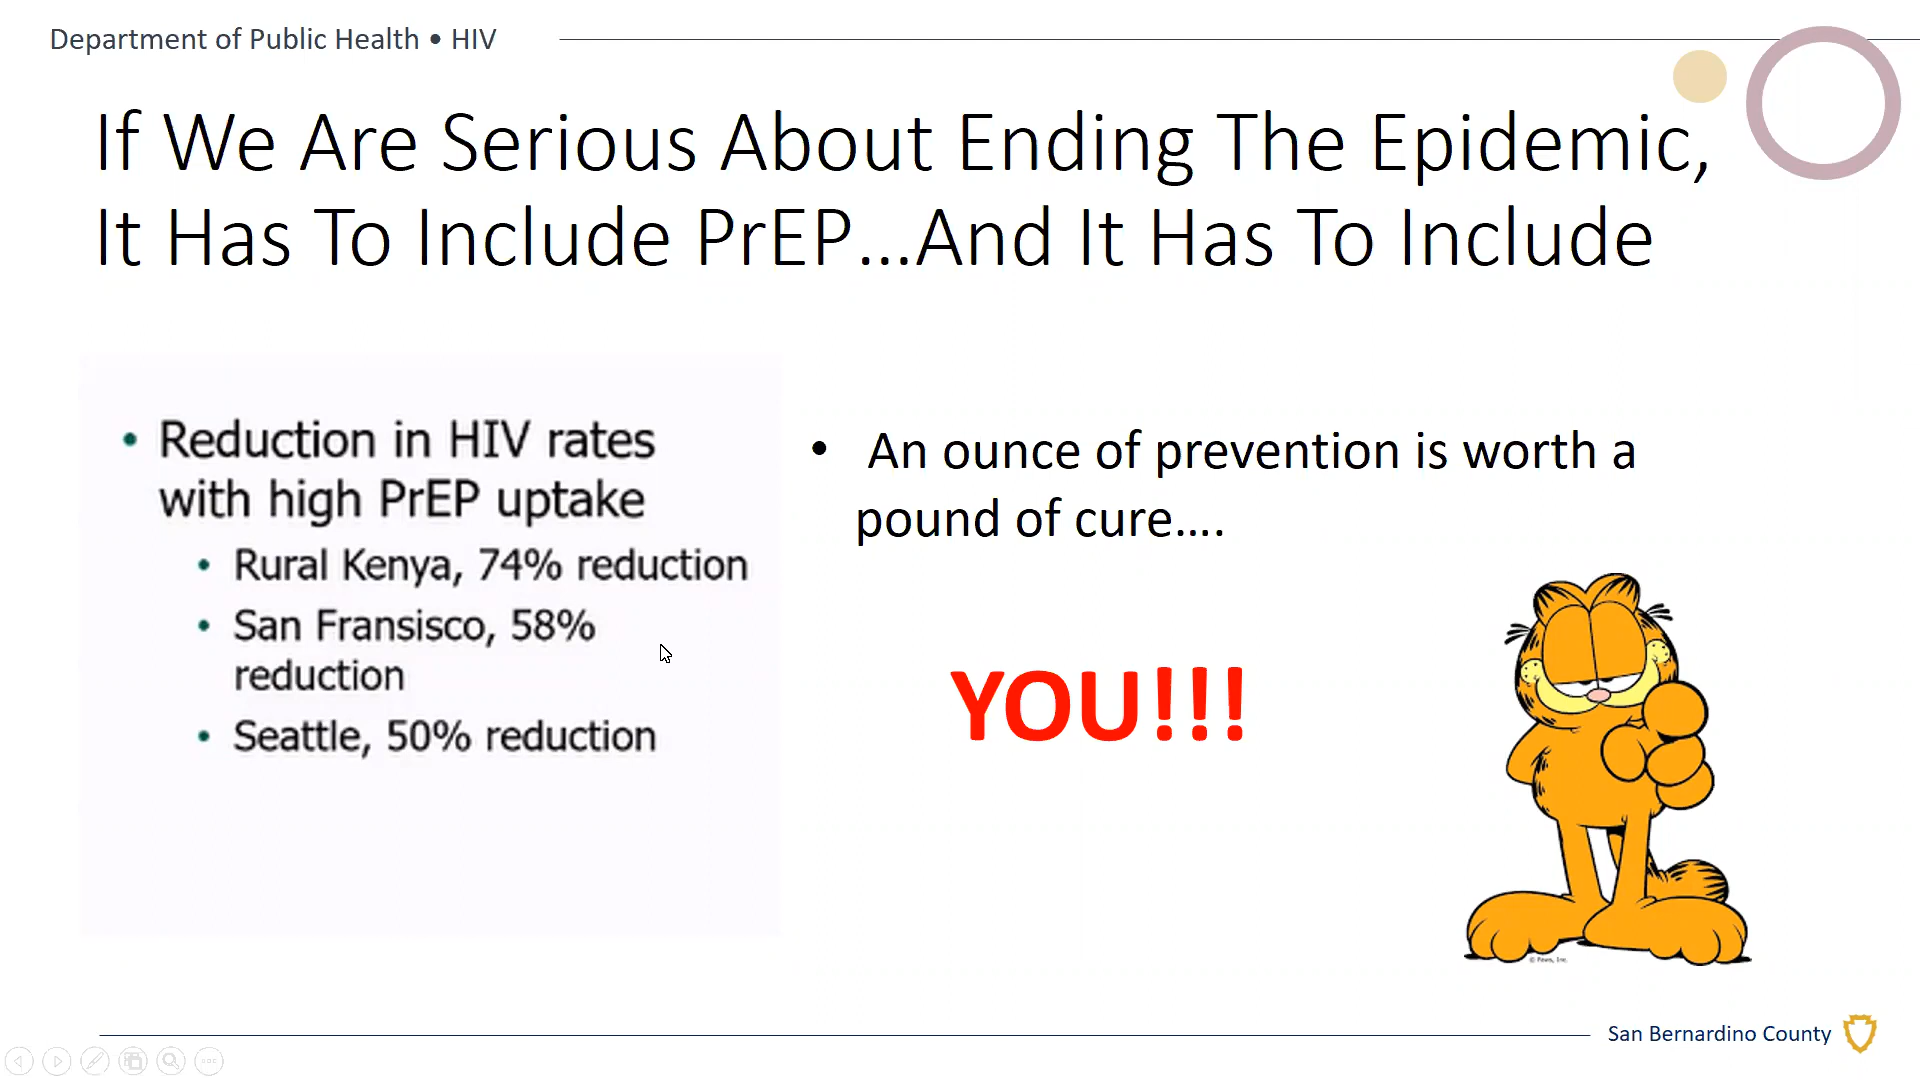 Department of Public Health • HIV
If We Are Serious About Ending The Epidemic,
It Has To Include PrEP...And It Has To Include
• Reduction in HIV rates
with high PrEP uptake
• Rural Kenya, 74% reduction
• San Fransisco, 58%
reduction
• Seattle, 50% reduction
• An ounce of prevention is worth a
pound of cure....
YOU!!!
© Paws, Inc.
San Bernardino County